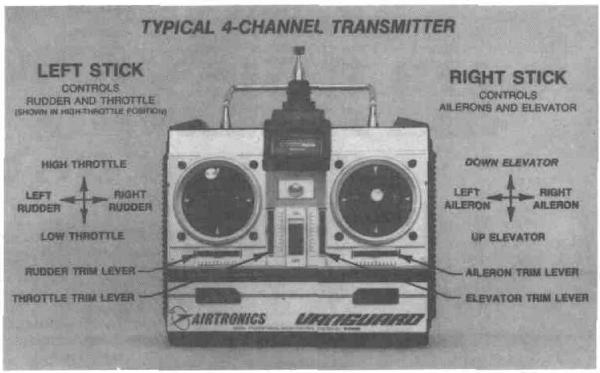 TYPICAL 4-CHANNEL TRANSMITTER
LEFT STICK
CONTROLS
RUDDER AND THROTTLE
(SHOWN IN HIGH-THROTTLE POSITION)
HIGH THROTTLE
LEFT RUDDER
RIGHT RUDDER
LOW THROTTLE
RUDDER TRIM LEVER
THROTTLE TRIM LEVER
RIGHT STICK
CONTROLS
AILERONS AND ELEVATOR
DOWN ELEVATOR
LEFT AILERON
RIGHT AILERON
UP ELEVATOR
AILERON TRIM LEVER
ELEVATOR TRIM LEVER
AIRTRONICS
VANGUARD